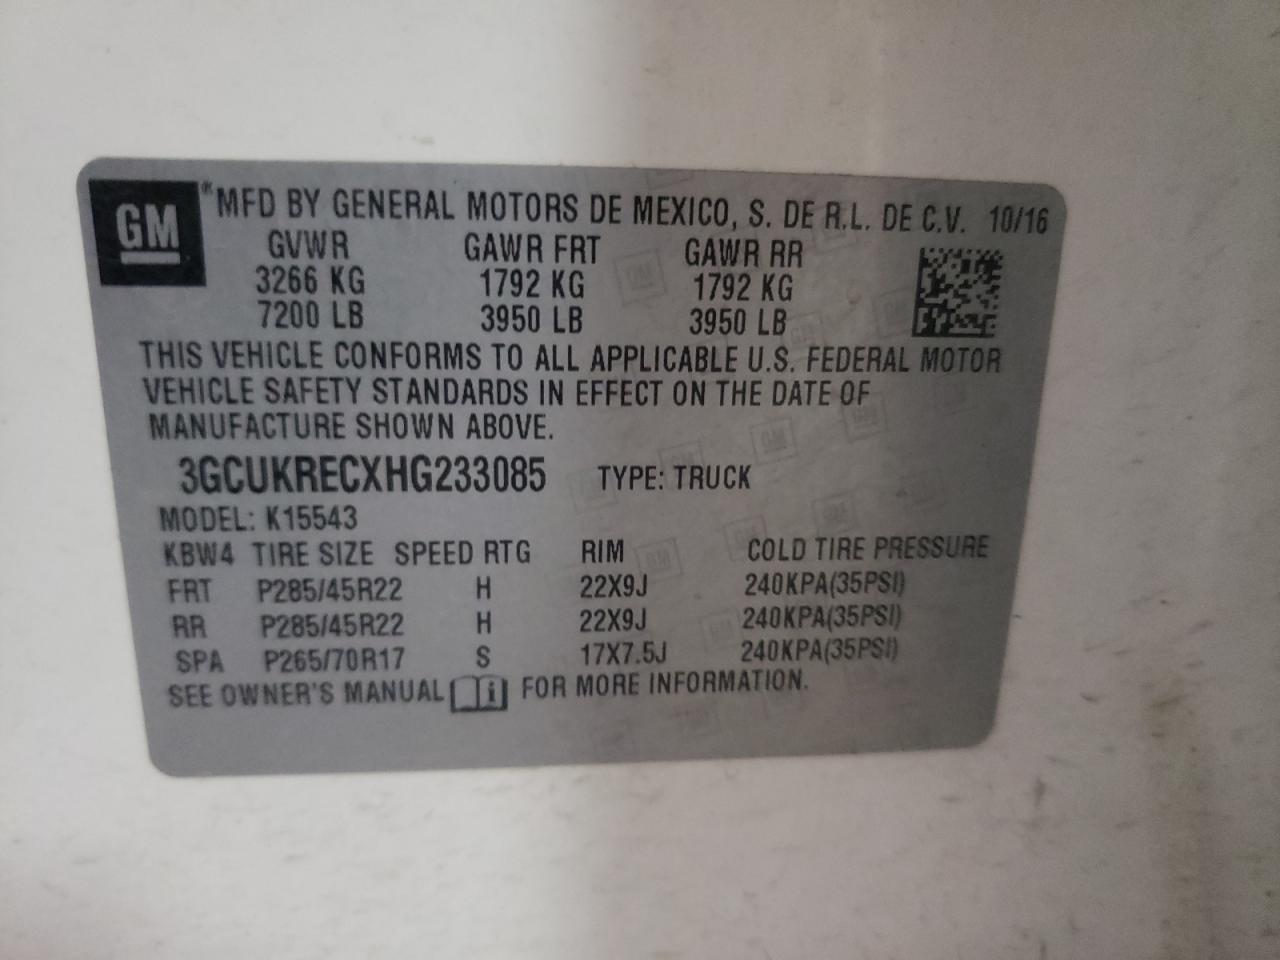 GM ® MFD BY GENERAL MOTORS DE MEXICO, S. DE R.L. DE C.V. 10/16
GVWR GAWR FRT GAWR RR
3266 KG 1792 KG 1792 KG
7200 LB 3950 LB 3950 LB
THIS VEHICLE CONFORMS TO ALL APPLICABLE U.S. FEDERAL MOTOR
VEHICLE SAFETY STANDARDS IN EFFECT ON THE DATE OF
MANUFACTURE SHOWN ABOVE.
3GCUKRECXHG233085 TYPE: TRUCK
MODEL: K15543
KBW4 TIRE SIZE SPEED RTG RIM COLD TIRE PRESSURE
FRT P285/45R22 H 22X9J 240KPA(35PSI)
RR P285/45R22 H 22X9J 240KPA(35PSI)
SPA P265/70R17 S 17X7.5J 240KPA(35PSI)
SEE OWNER'S MANUAL i FOR MORE INFORMATION.